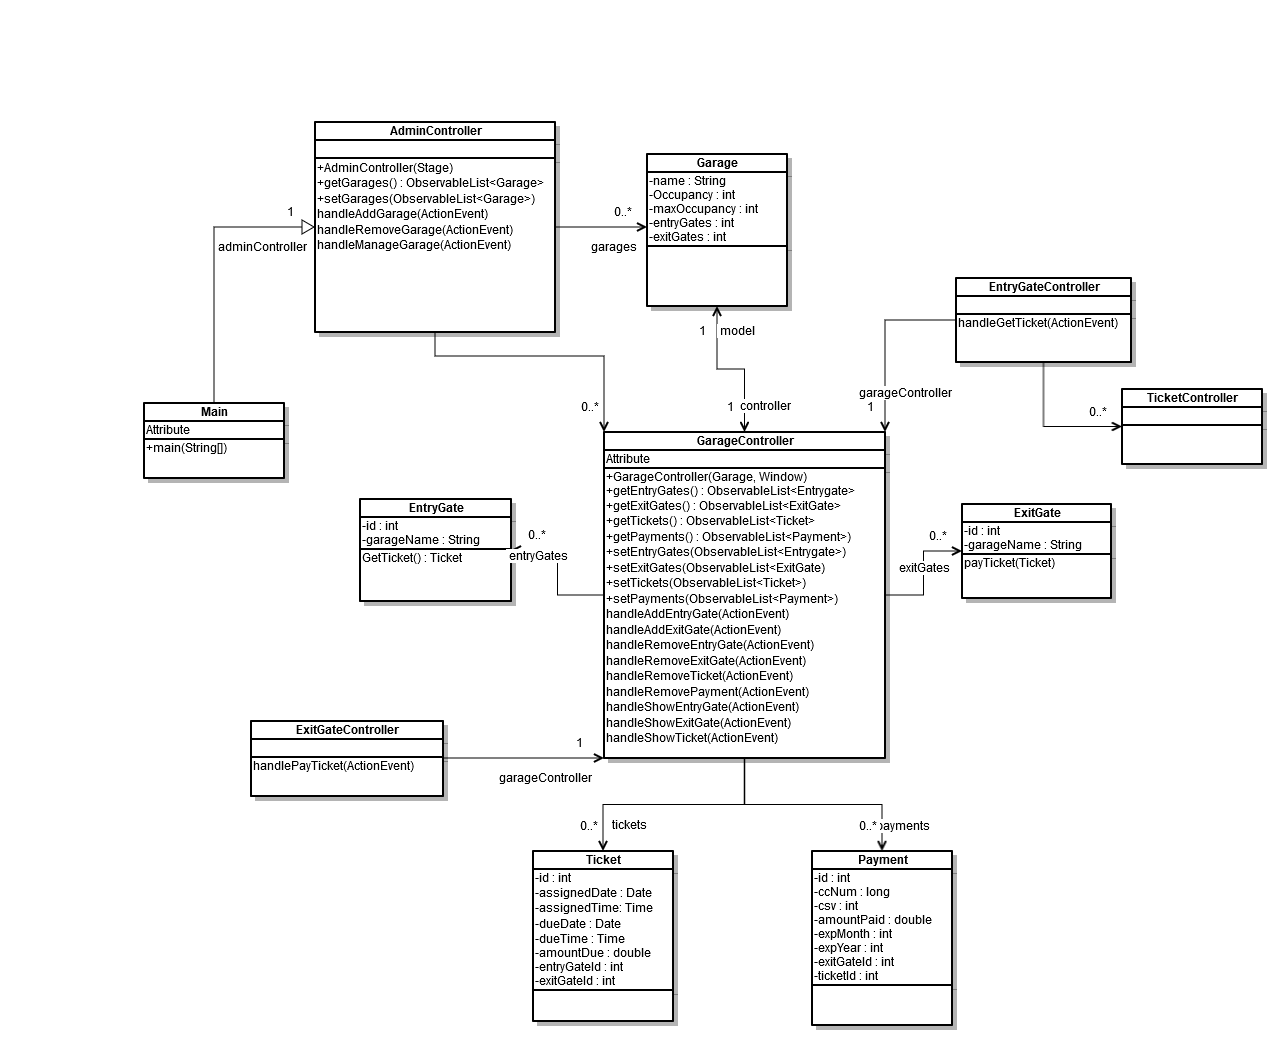 AdminController
+AdminController(Stage)
+getGarages() : ObservableList<Garage>
+setGarages(ObservableList<Garage>)
handleAddGarage(ActionEvent)
handleRemoveGarage(ActionEvent)
handleManageGarage(ActionEvent)
1
adminController
0..*
garages
Garage
-name : String
-Occupancy : int
-maxOccupancy : int
-entryGates : int
-exitGates : int
1 model
EntryGateController
handleGetTicket(ActionEvent)
garageController
1
0..*
TicketController
Main
Attribute
+main(String[])
0..*
1 controller
GarageController
Attribute
+GarageController(Garage, Window)
+getEntryGates() : ObservableList<Entrygate>
+getExitGates() : ObservableList<ExitGate>
+getTickets() : ObservableList<Ticket>
+getPayments() : ObservableList<Payment>)
+setEntryGates(ObservableList<Entrygate>)
+setExitGates(ObservableList<ExitGate)
+setTickets(ObservableList<Ticket>)
+setPayments(ObservableList<Payment>)
handleAddEntryGate(ActionEvent)
handleAddExitGate(ActionEvent)
handleRemoveEntryGate(ActionEvent)
handleRemoveExitGate(ActionEvent)
handleRemoveTicket(ActionEvent)
handleRemovePayment(ActionEvent)
handleShowEntryGate(ActionEvent)
handleShowExitGate(ActionEvent)
handleShowTicket(ActionEvent)
EntryGate
-id : int
-garageName : String
GetTicket() : Ticket
0..*
entryGates
0..*
exitGates
ExitGate
-id : int
-garageName : String
payTicket(Ticket)
ExitGateController
handlePayTicket(ActionEvent)
1
garageController
0..* tickets
0..* payments
Ticket
-id : int
-assignedDate : Date
-assignedTime: Time
-dueDate : Date
-dueTime : Time
-amountDue : double
-entryGateId : int
-exitGateId : int
Payment
-id : int
-ccNum : long
-csv : int
-amountPaid : double
-expMonth : int
-expYear : int
-exitGateId : int
-ticketId : int